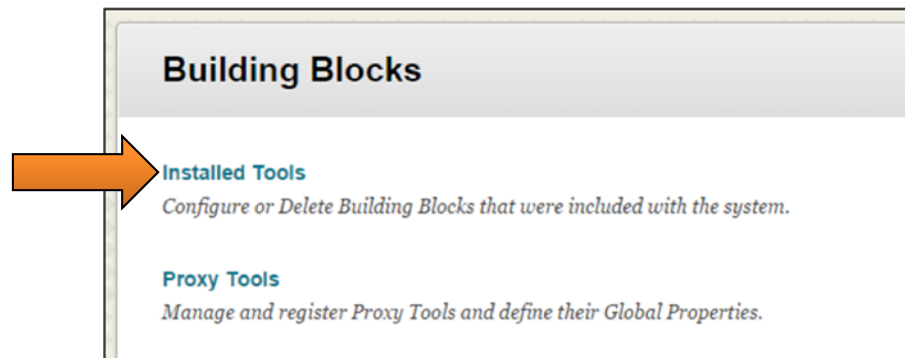 Building Blocks
Installed Tools
Configure or Delete Building Blocks that were included with the system.
Proxy Tools
Manage and register Proxy Tools and define their Global Properties.